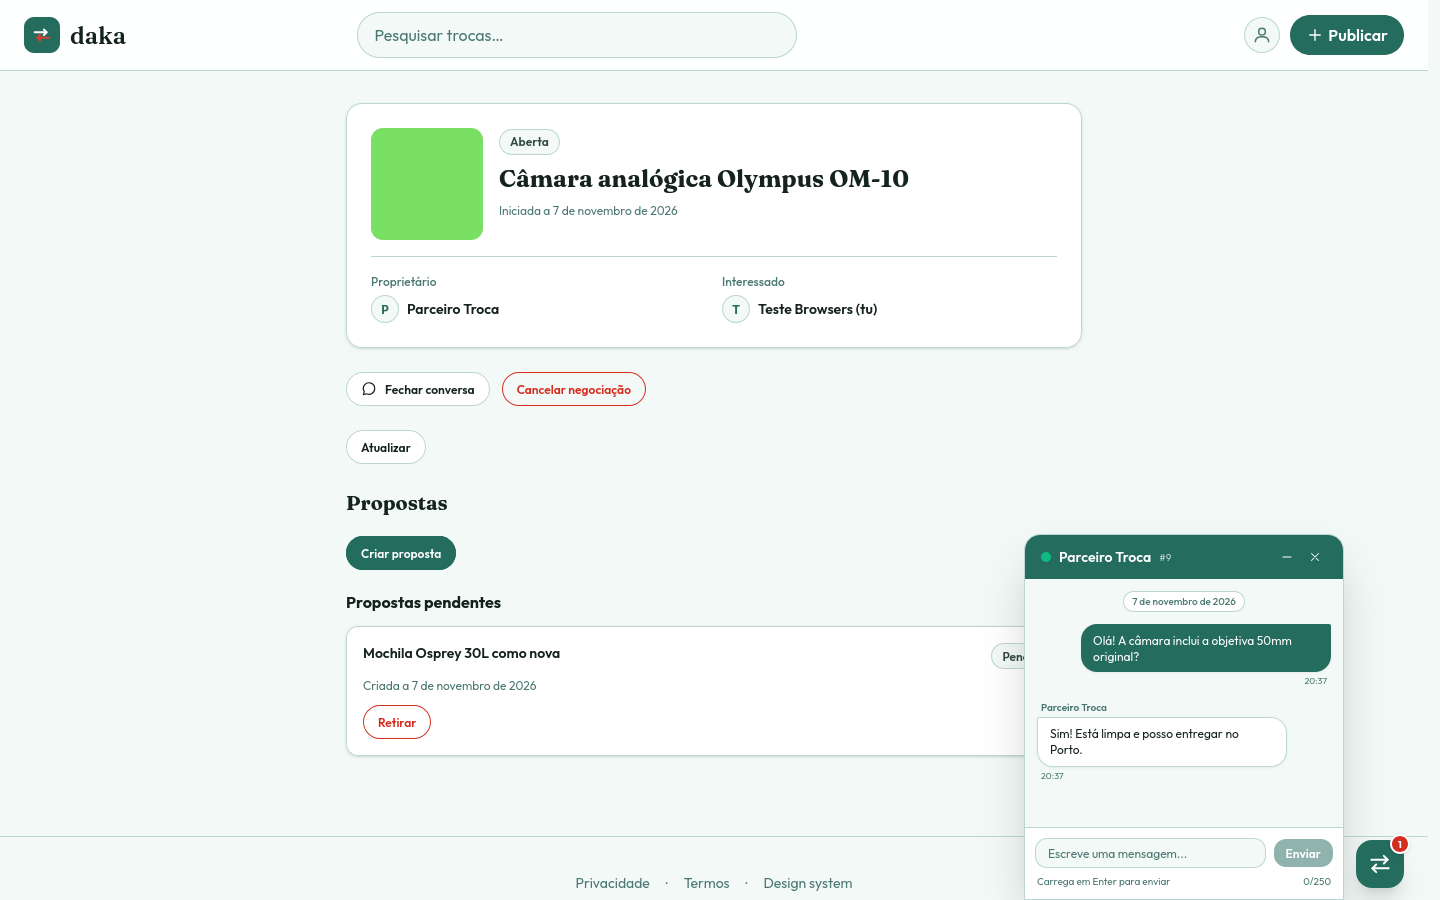 daka
Pesquisar trocas…
Publicar
Aberta
Câmara analógica Olympus OM-10
Iniciada a 7 de novembro de 2026
Proprietário
P
Parceiro Troca
Interessado
T
Teste Browsers (tu)
Fechar conversa
Cancelar negociação
Atualizar
Propostas
Criar proposta
Propostas pendentes
Mochila Osprey 30L como nova
Criada a 7 de novembro de 2026
Retirar
Parceiro Troca #9
7 de novembro de 2026
Olá! A câmara inclui a objetiva 50mm
original?
20:37
Parceiro Troca
Sim! Está limpa e posso entregar no
Porto.
20:37
Escreve uma mensagem...
Enviar
Carrega em Enter para enviar
0/250
1
Privacidade · Termos · Design system